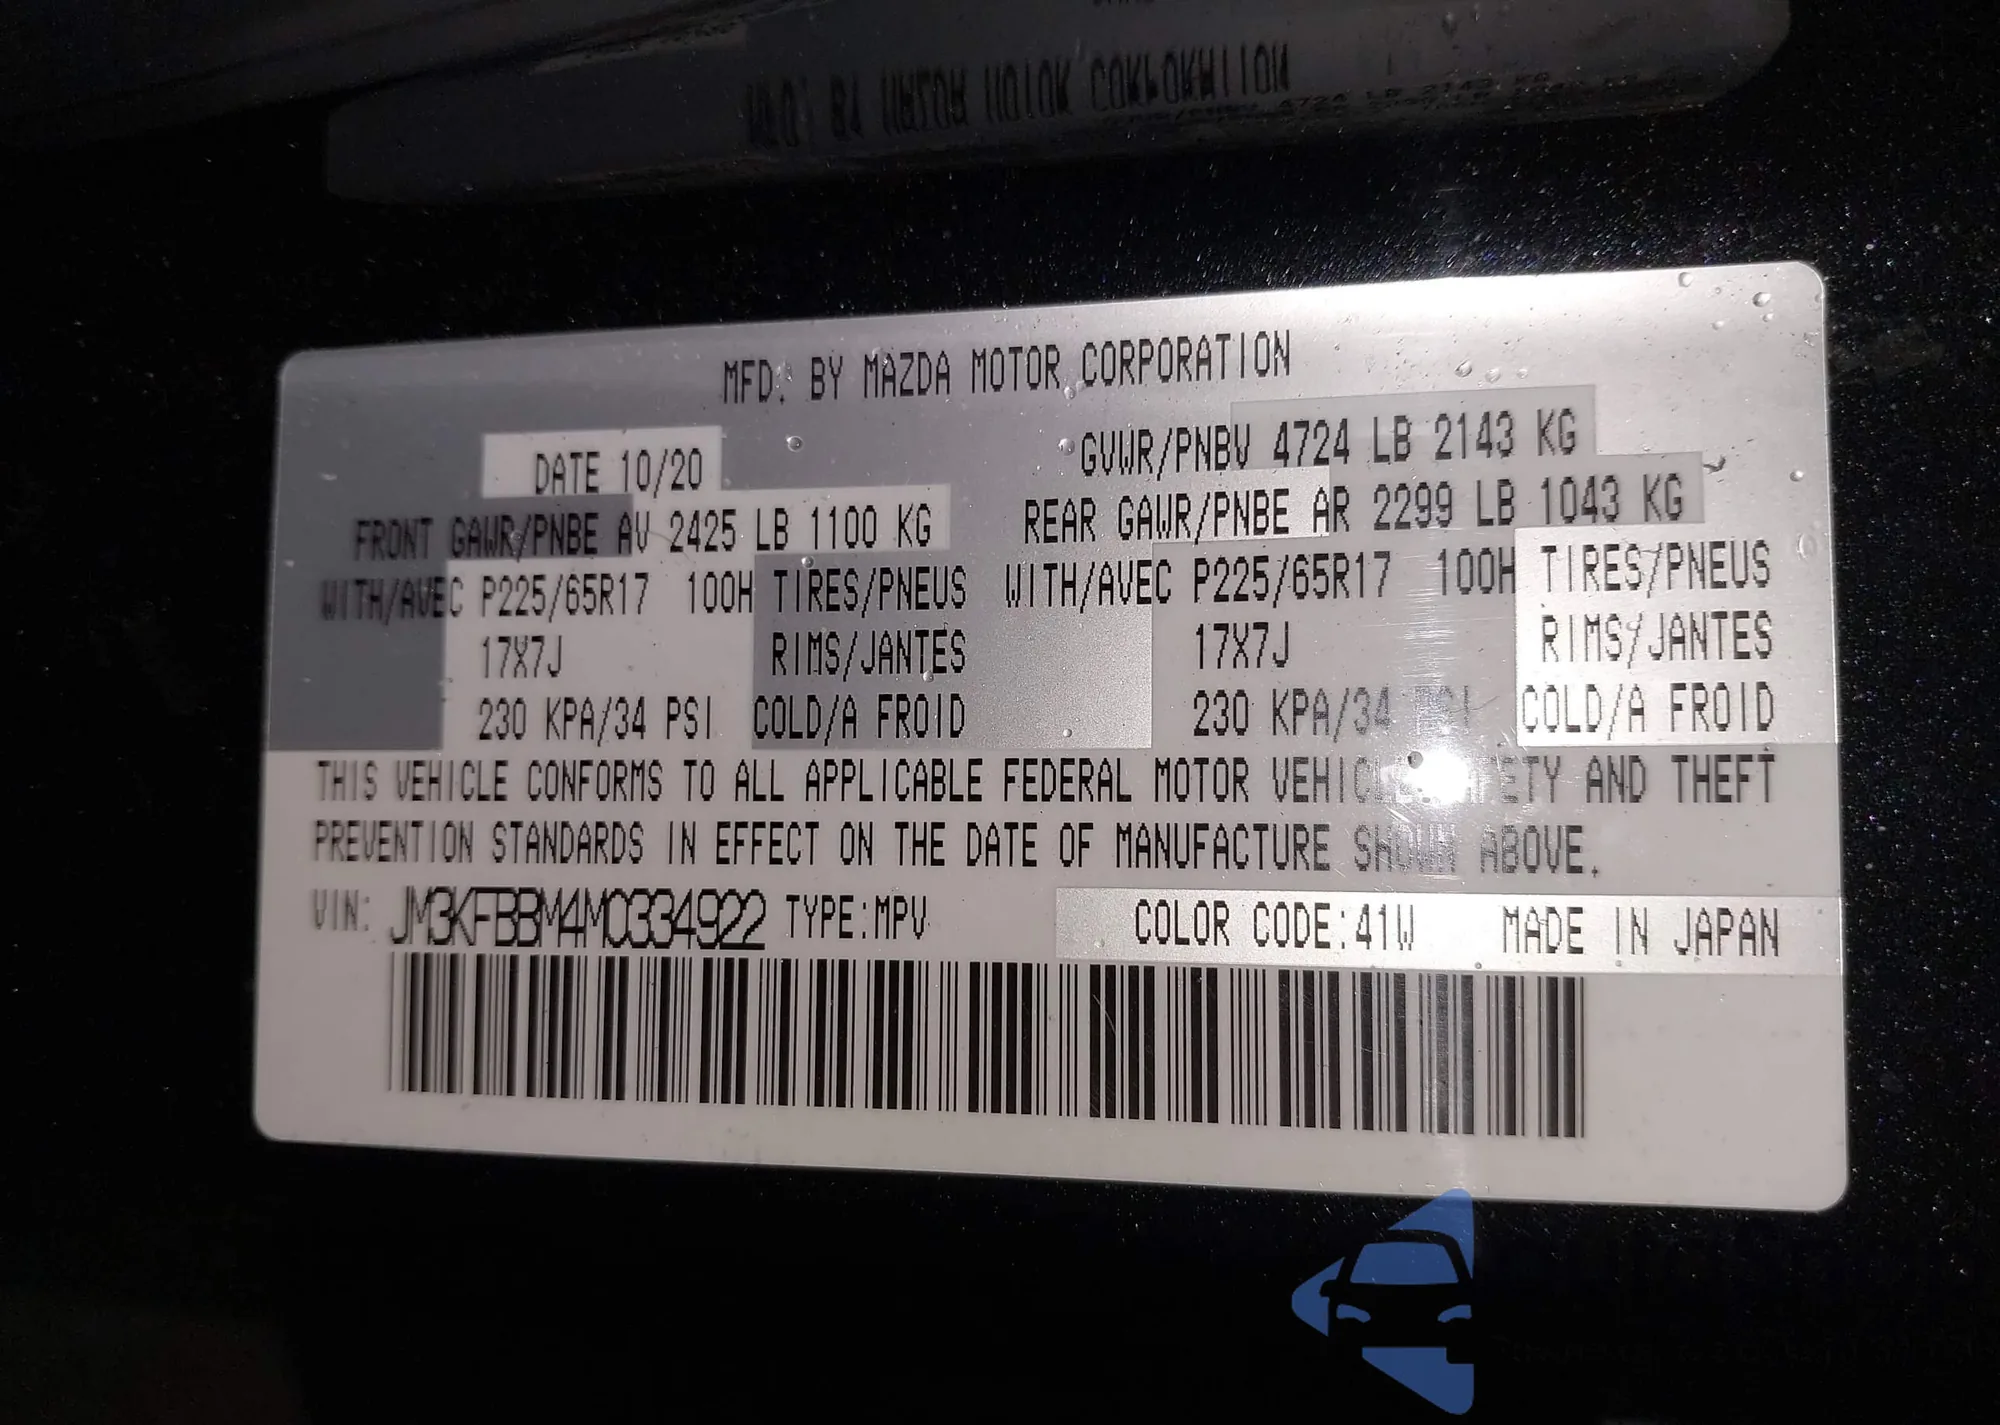 MFD. BY MAZDA MOTOR CORPORATION
DATE 10/20 GVWR/PNBV 4724 LB 2143 KG
FRONT GAWR/PNBE AV 2425 LB 1100 KG REAR GAWR/PNBE AR 2299 LB 1043 KG
WITH/AVEC P225/65R17 100H TIRES/PNEUS WITH/AVEC P225/65R17 100H TIRES/PNEUS
17X7J RIMS/JANTES 17X7J RIMS/JANTES
230 KPA/34 PSI COLD/A FROID 230 KPA/34 PSI COLD/A FROID
THIS VEHICLE CONFORMS TO ALL APPLICABLE FEDERAL MOTOR VEHICLE SAFETY AND THEFT
PREVENTION STANDARDS IN EFFECT ON THE DATE OF MANUFACTURE SHOWN ABOVE.
VIN: JM3KFBBM4M0334922 TYPE:MPV COLOR CODE:41W MADE IN JAPAN